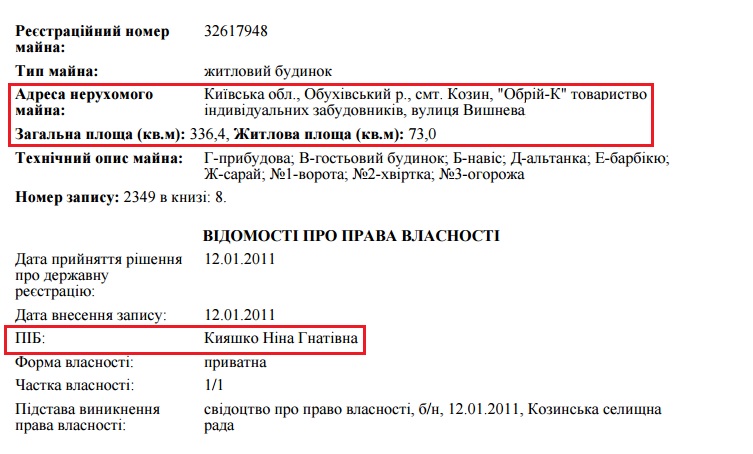 Реєстраційний номер 32617948
майна:
Тип майна: житловий будинок
Адреса нерухомого Київська обл., Обухівський р., смт. Козин, "Обрій-К" товариство
майна: індивідуальних забудовників, вулиця Вишнева
Загальна площа (кв.м): 336,4, Житлова площа (кв.м): 73,0
Технічний опис майна: Г-прибудова; В-гостьовий будинок; Б-навіс; Д-альтанка; Е-барбікю;
Ж-сарай; №1-ворота; №2-хвіртка; №3-огорожа
Номер запису: 2349 в книзі: 8.
ВІДОМОСТІ ПРО ПРАВА ВЛАСНОСТІ
Дата прийняття рішення 12.01.2011
про державну
реєстрацію:
Дата внесення запису: 12.01.2011
ПІБ: Кияшко Ніна Гнатівна
Форма власності: приватна
Частка власності: 1/1
Підстава виникнення свідоцтво про право власності, б/н, 12.01.2011, Козинська селищна
права власності: рада